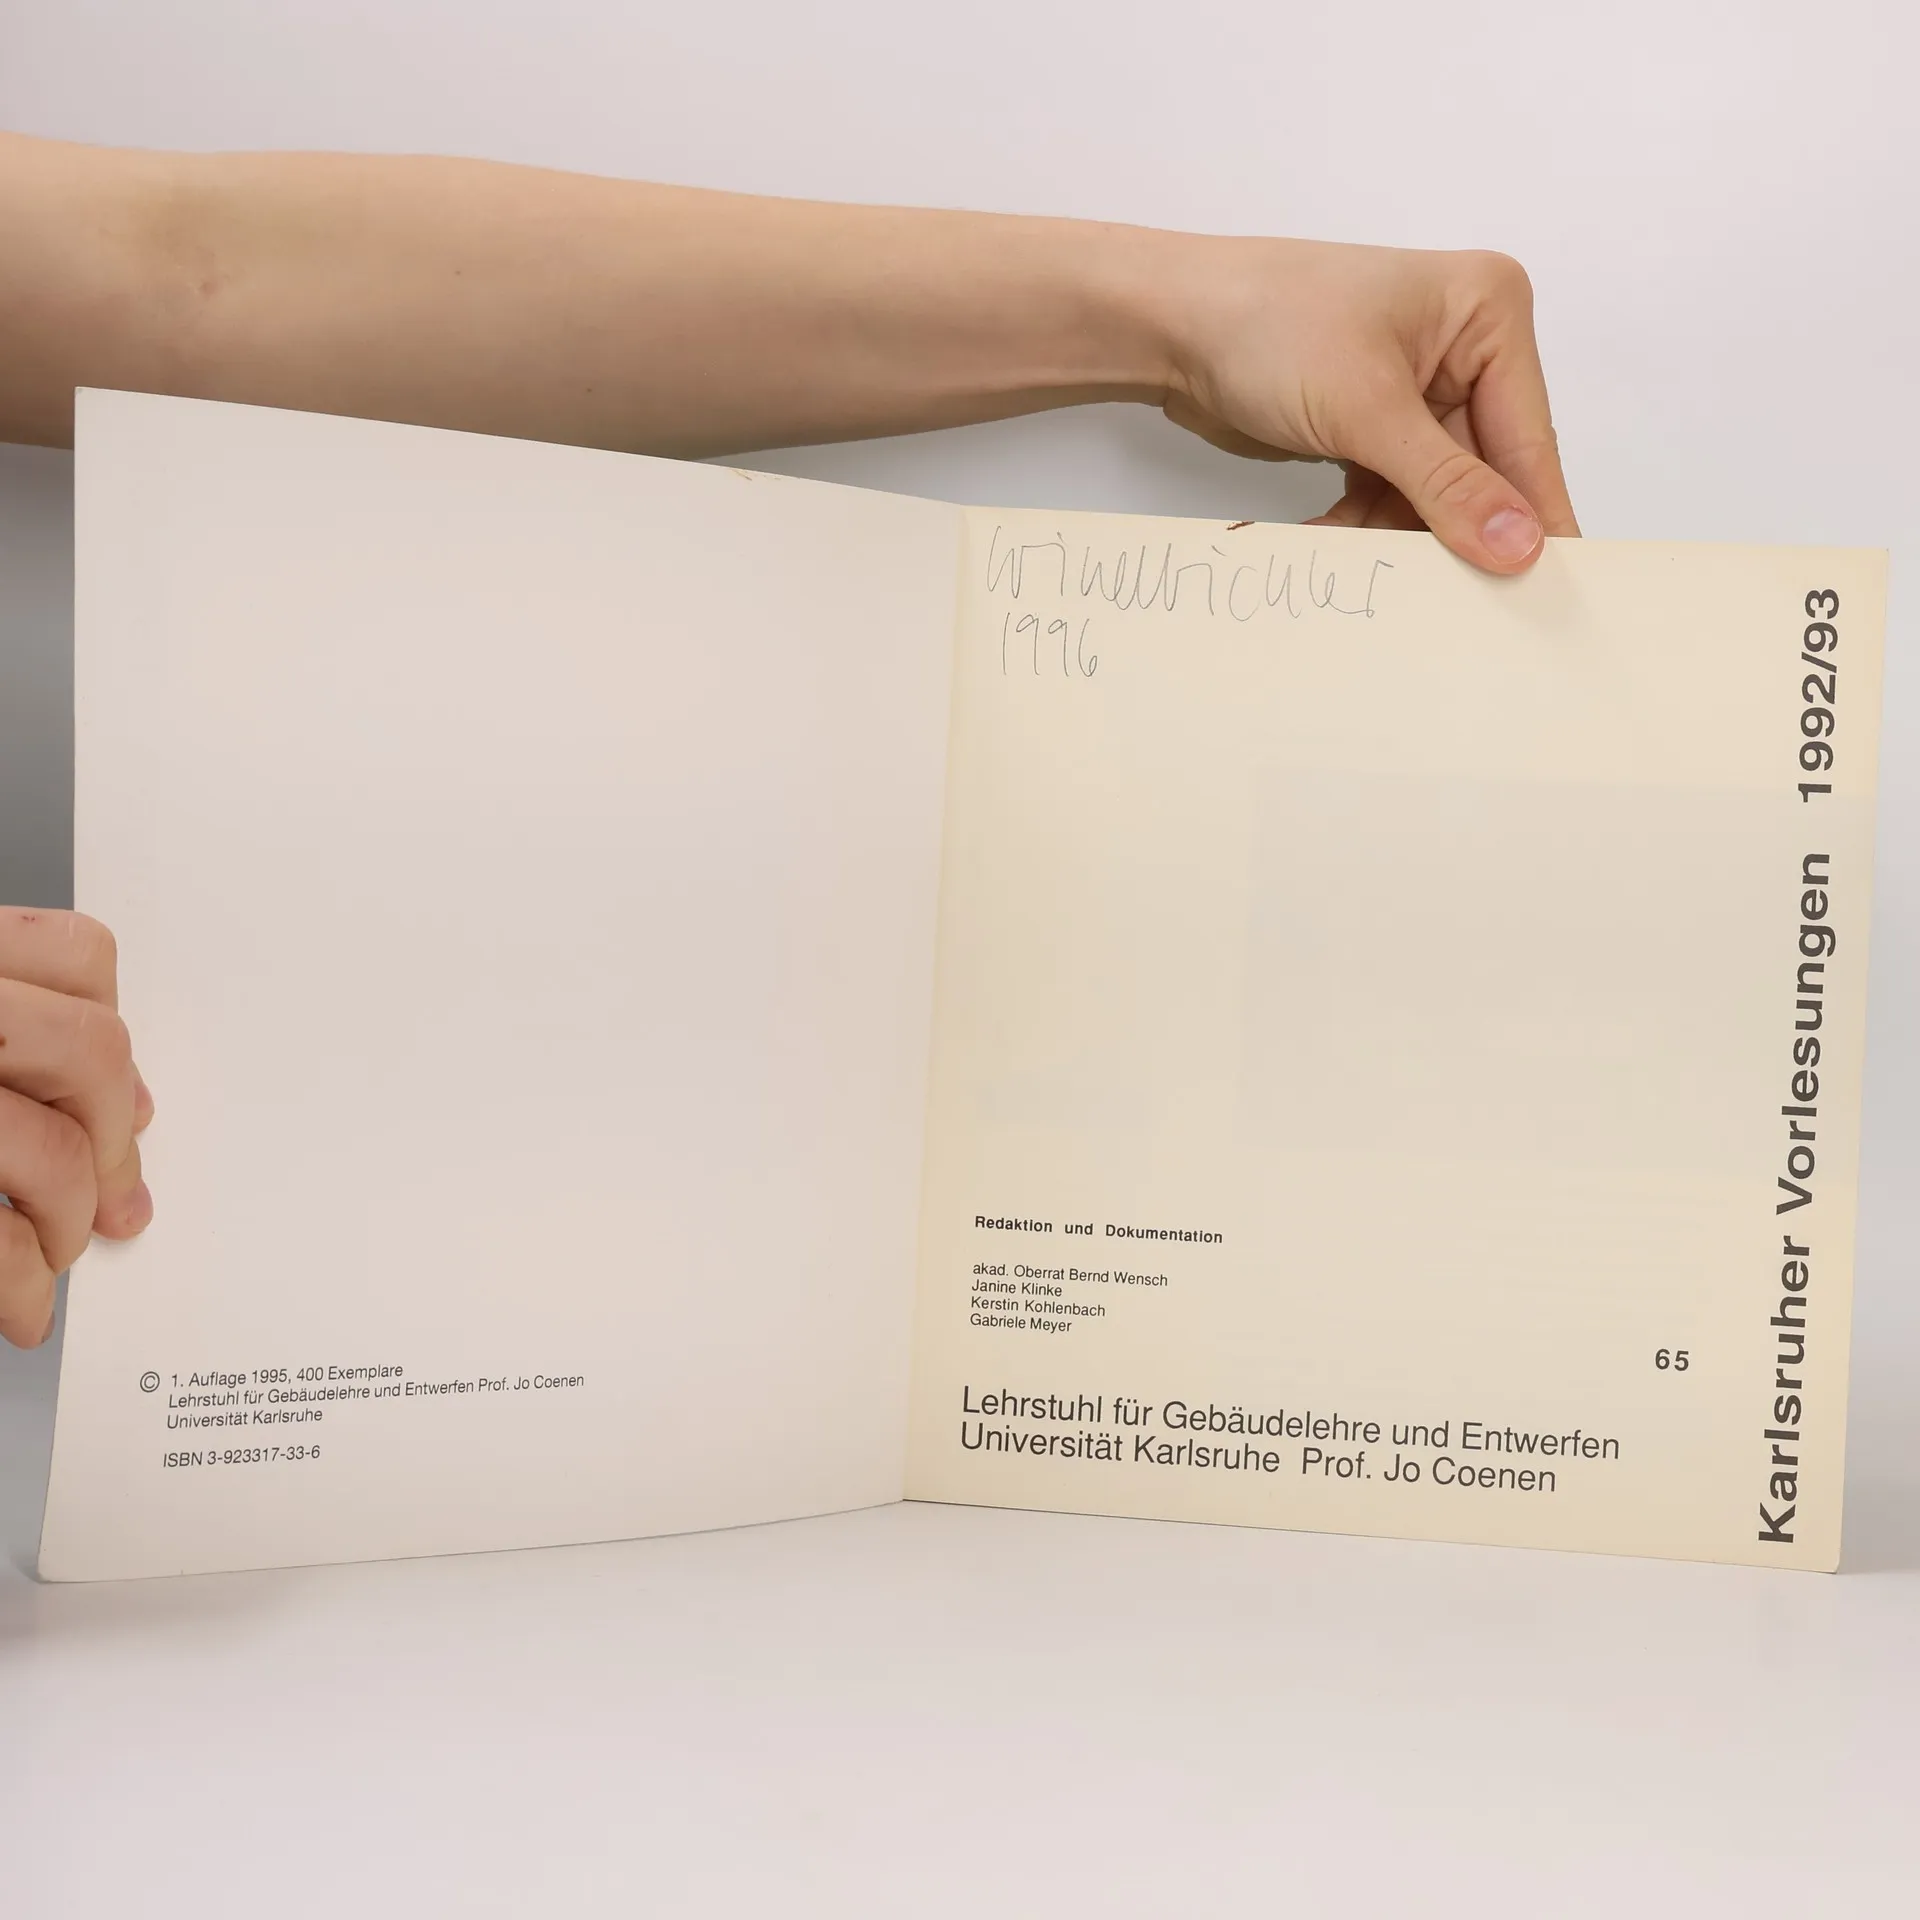 © 1. Auflage 1995, 400 Exemplare
Lehrstuhl für Gebäudelehre und Entwerfen Prof. Jo Coenen
Universität Karlsruhe
ISBN 3-923317-33-6
1996
Redaktion und Dokumentation
akad. Oberrat Bernd Wensch
Janine Klinke
Kerstin Kohlenbach
Gabriele Meyer
65
Lehrstuhl für Gebäudelehre und Entwerfen
Universität Karlsruhe Prof. Jo Coenen
Karlsruher Vorlesungen 1992/93